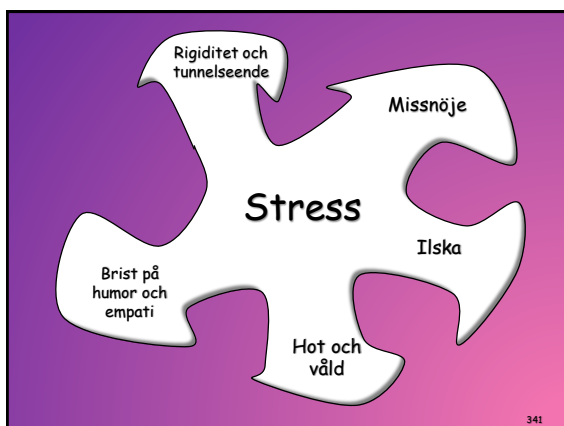 Rigiditet och
tunnelseende
Missnöje
Stress
Ilska
Brist på
humor och
empati
Hot och
våld
341